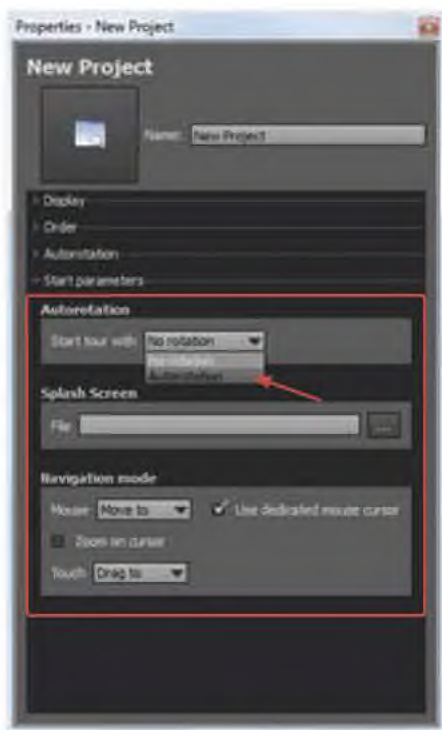 Properties - New Project
New Project
Name: New Project
Display
Order
Autorotation
Start parameters
Autorotation
Start tour with No rotation
No rotation
Autorotation
Splash Screen
File
...
Navigation mode
Mouse Move to Use dedicated mouse cursor
Zoom on cursor
Touch Drag to